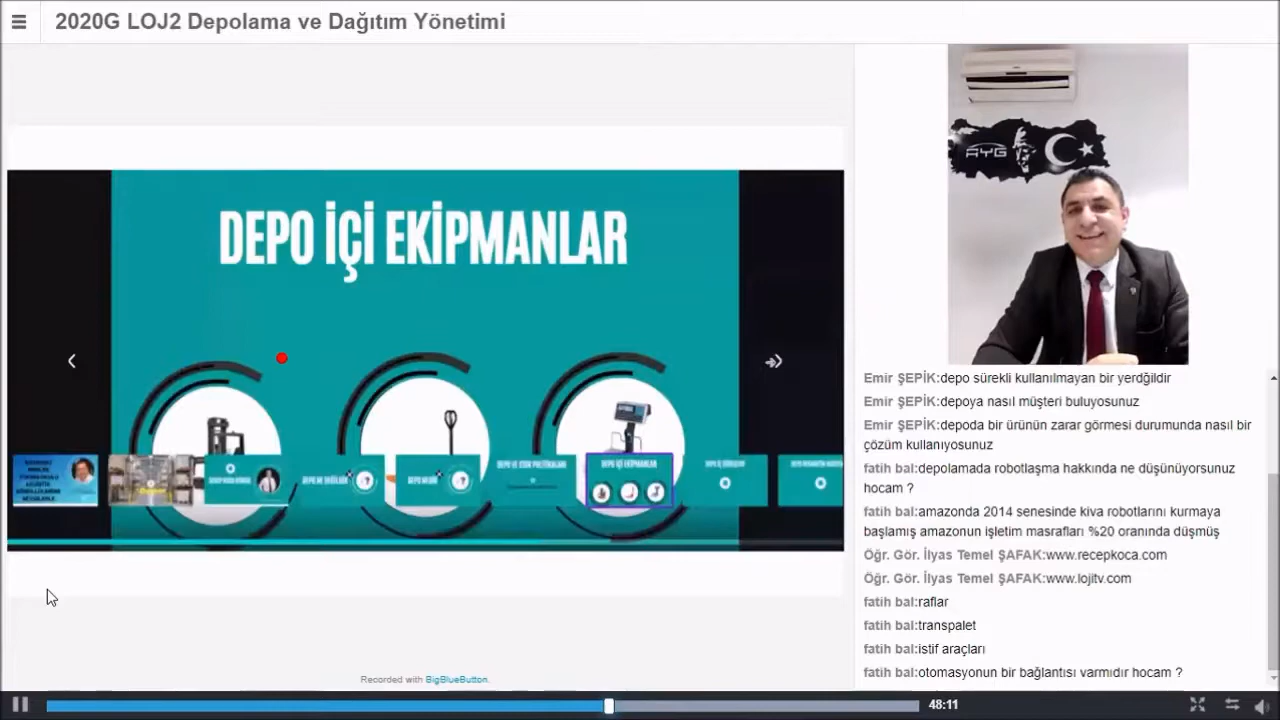 2020G LOJ2 Depolama ve Dağıtım Yönetimi
AYG
DEPO İÇİ EKİPMANLAR
DEPO İÇİ EKİPMANLAR
Recorded with BigBlueButton.
Emir ŞEPİK:depo sürekli kullanılmayan bir yerdğildir
Emir ŞEPİK:depoya nasıl müşteri buluyosunuz
Emir ŞEPİK:depoda bir ürünün zarar görmesi durumunda nasıl bir
çözüm kullanıyosunuz
fatih bal:depolamada robotlaşma hakkında ne düşünüyorsunuz
hocam ?
fatih bal:amazonda 2014 senesinde kiva robotlarını kurmaya
başlamış amazonun işletim masrafları %20 oranında düşmüş
Öğr. Gör. İlyas Temel ŞAFAK:www.recepkoca.com
Öğr. Gör. İlyas Temel ŞAFAK:www.lojitv.com
fatih bal:raflar
fatih bal:transpalet
fatih bal:istif araçları
fatih bal:otomasyonun bir bağlantısı varmıdır hocam ?
48:11